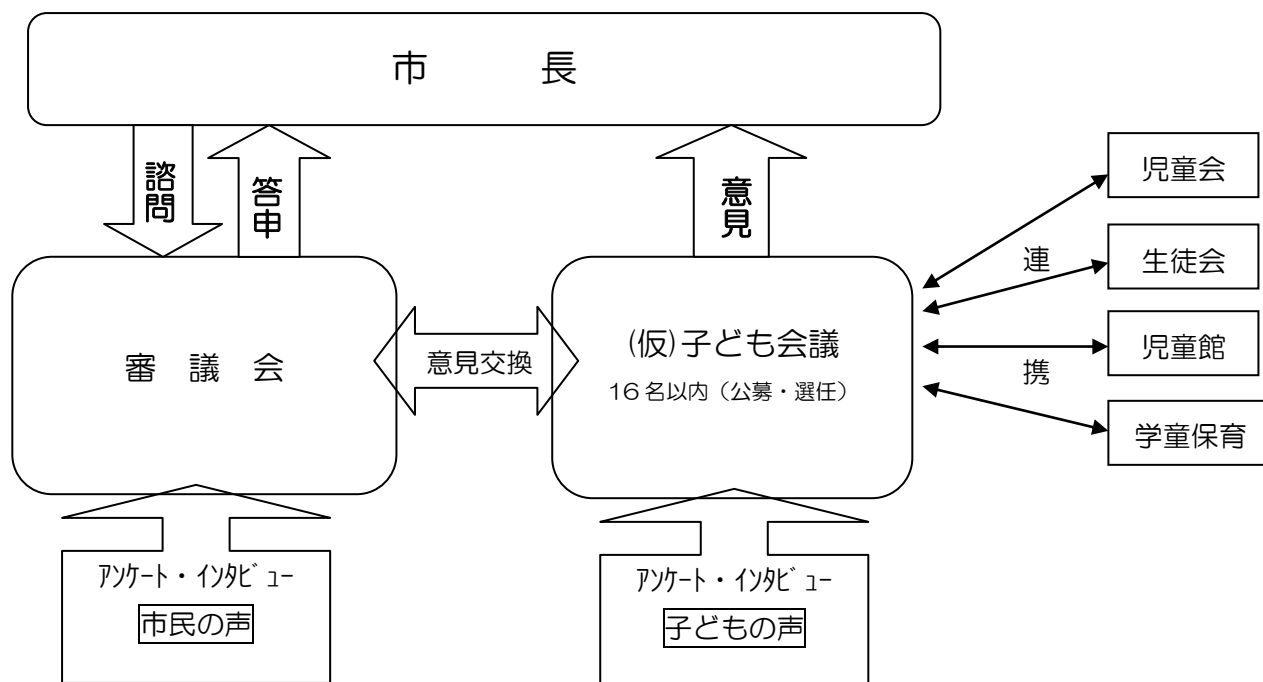 市 長
諮問
答申
意見
審 議 会
意見交換
(仮)子ども会議
16名以内(公募・選任)
連
携
児童会
生徒会
児童館
学童保育
ｱﾝｹｰﾄ・ｲﾝﾀﾋﾞｭｰ
市民の声
ｱﾝｹｰﾄ・ｲﾝﾀﾋﾞｭｰ
子どもの声